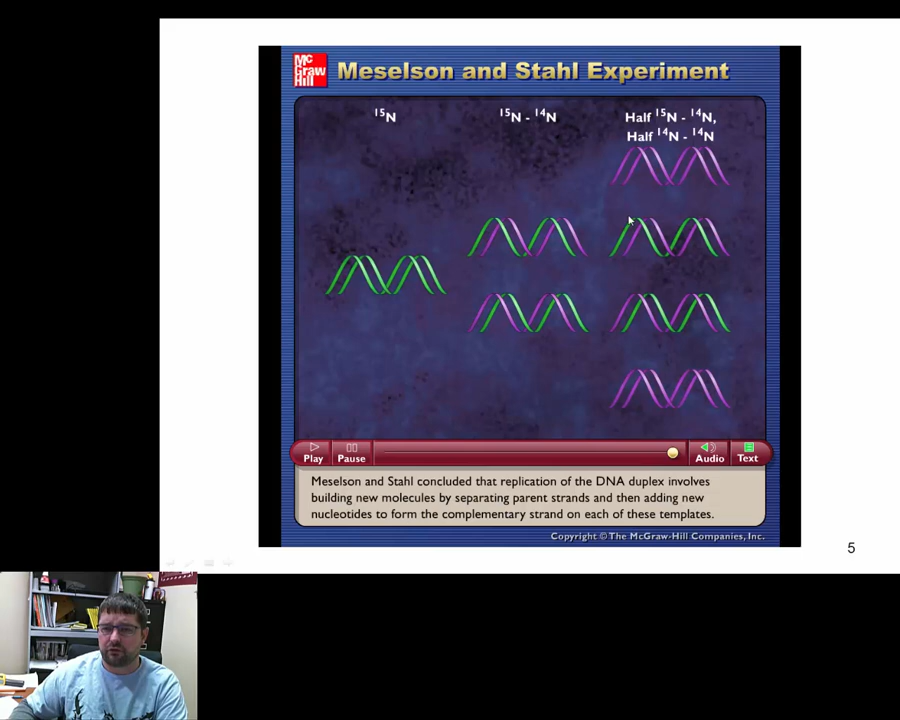 Mc
Graw
Hill
Meselson and Stahl Experiment
¹⁵N
¹⁵N - ¹⁴N
Half ¹⁵N - ¹⁴N,
Half ¹⁴N - ¹⁴N
Play
Pause
Audio
Text
Meselson and Stahl concluded that replication of the DNA duplex involves
building new molecules by separating parent strands and then adding new
nucleotides to form the complementary strand on each of these templates.
Copyright © The McGraw-Hill Companies, Inc.
5